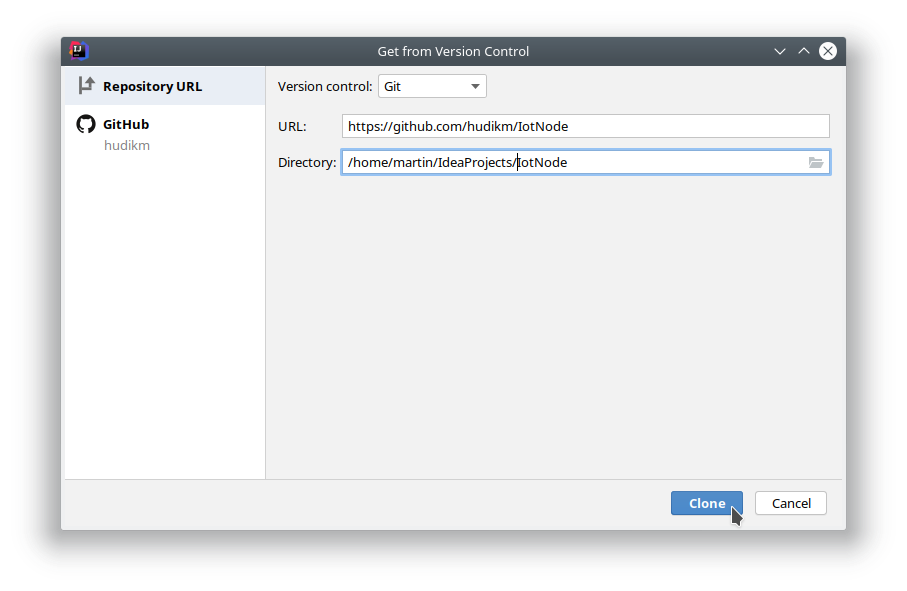 IJ
Get from Version Control
Repository URL
GitHub
hudikm
Version control: Git
URL: https://github.com/hudikm/IotNode
Directory: /home/martin/IdeaProjects/IotNode
Clone Cancel